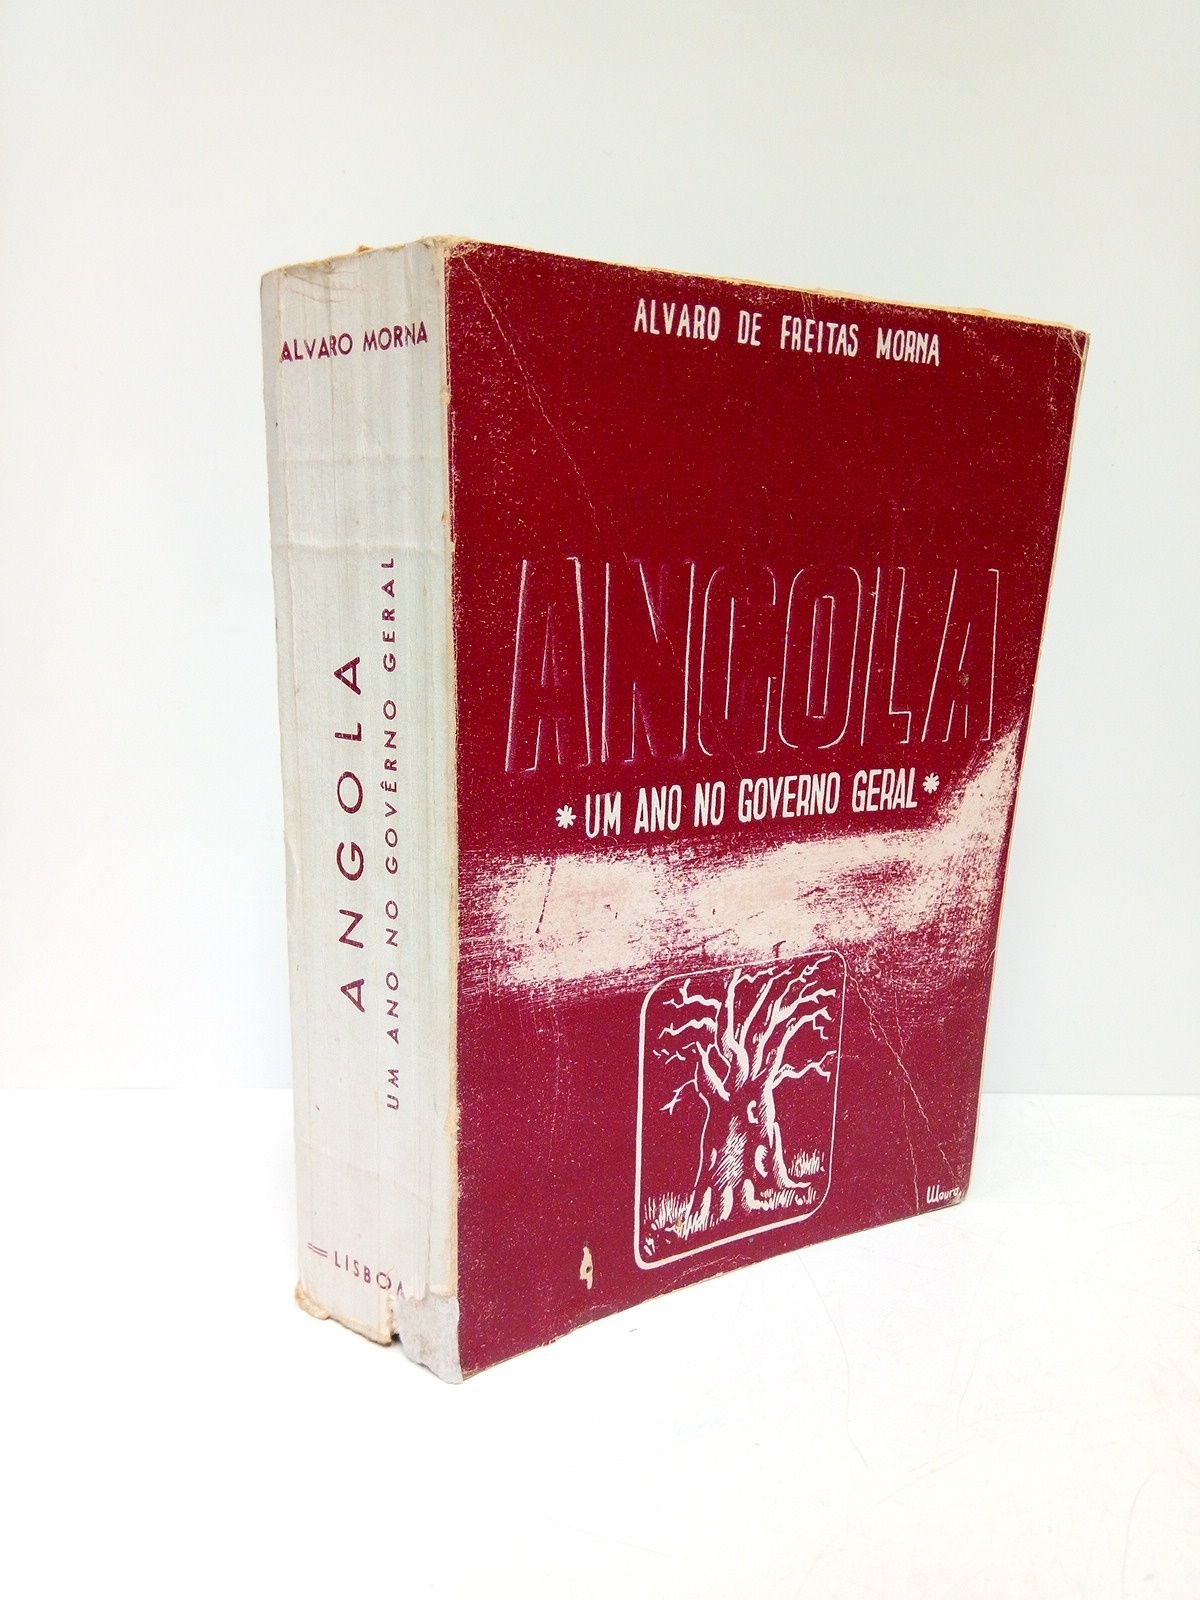 ALVARO MORNA
ANGOLA
UM ANO NO GOVÊRNO GERAL
LISBOA
ALVARO DE FREITAS MORNA
ANGOLA
* UM ANO NO GOVERNO GERAL *
Moura